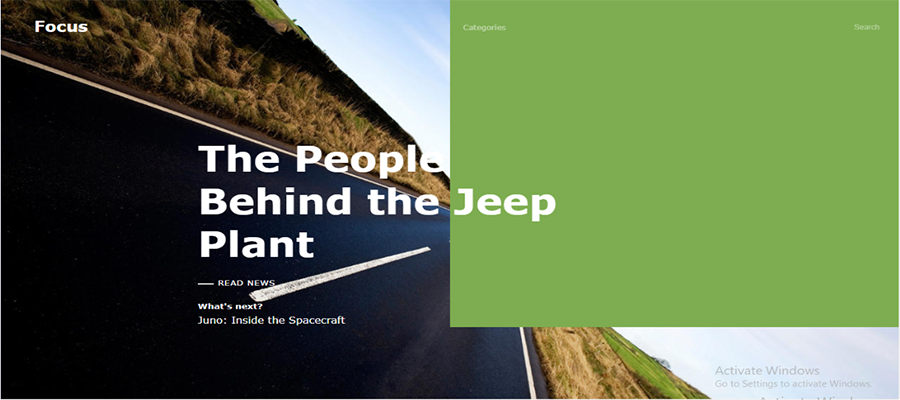 Focus
Categories
Search
The People
Behind the Jeep
Plant
READ NEWS
What's next?
Juno: Inside the Spacecraft
Activate Windows
Go to Settings to activate Windows.